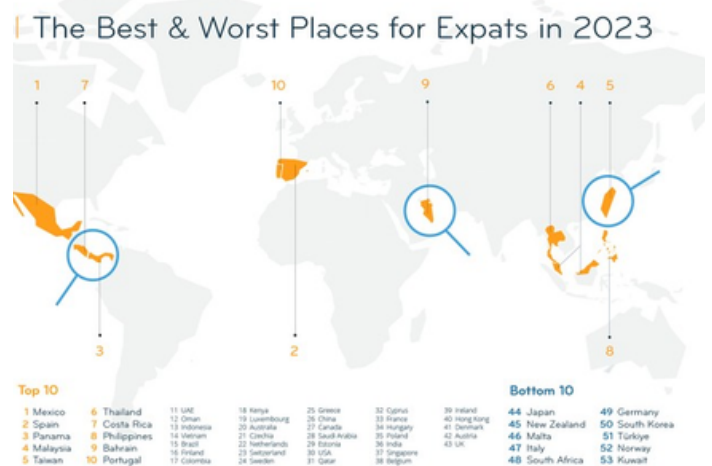 The Best & Worst Places for Expats in 2023
1
7
10
9
6
4
5
3
2
8
Top 10
1 Mexico
2 Spain
3 Panama
4 Malaysia
5 Taiwan
6 Thailand
7 Costa Rica
8 Philippines
9 Bahrain
10 Portugal
11 UAE
12 Oman
13 Indonesia
14 Vietnam
15 Brazil
16 Finland
17 Colombia
18 Kenya
19 Luxembourg
20 Australia
21 Czechia
22 Netherlands
23 Switzerland
24 Sweden
25 Greece
26 China
27 Canada
28 Saudi Arabia
29 Estonia
30 USA
31 Qatar
32 Cyprus
33 France
34 Hungary
35 Poland
36 India
37 Singapore
38 Belgium
39 Ireland
40 Hong Kong
41 Denmark
42 Austria
43 UK
Bottom 10
44 Japan
45 New Zealand
46 Malta
47 Italy
48 South Africa
49 Germany
50 South Korea
51 Türkiye
52 Norway
53 Kuwait